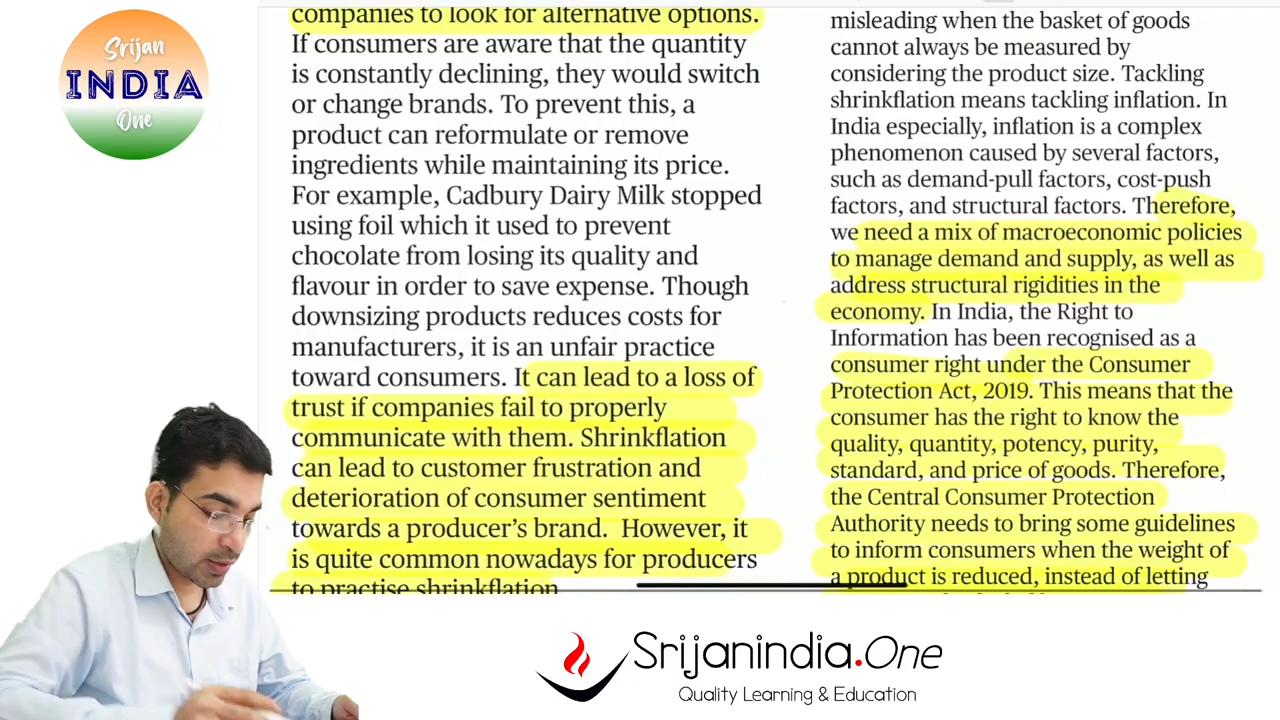 Srijan
INDIA
One
companies to look for alternative options.
If consumers are aware that the quantity
is constantly declining, they would switch
or change brands. To prevent this, a
product can reformulate or remove
ingredients while maintaining its price.
For example, Cadbury Dairy Milk stopped
using foil which it used to prevent
chocolate from losing its quality and
flavour in order to save expense. Though
downsizing products reduces costs for
manufacturers, it is an unfair practice
toward consumers. It can lead to a loss of
trust if companies fail to properly
communicate with them. Shrinkflation
can lead to customer frustration and
deterioration of consumer sentiment
towards a producer's brand. However, it
is quite common nowadays for producers
to practise shrinkflation
misleading when the basket of goods
cannot always be measured by
considering the product size. Tackling
shrinkflation means tackling inflation. In
India especially, inflation is a complex
phenomenon caused by several factors,
such as demand-pull factors, cost-push
factors, and structural factors. Therefore,
we need a mix of macroeconomic policies
to manage demand and supply, as well as
address structural rigidities in the
economy. In India, the Right to
Information has been recognised as a
consumer right under the Consumer
Protection Act, 2019. This means that the
consumer has the right to know the
quality, quantity, potency, purity,
standard, and price of goods. Therefore,
the Central Consumer Protection
Authority needs to bring some guidelines
to inform consumers when the weight of
a product is reduced, instead of letting
Srijanindia.One
Quality Learning & Education